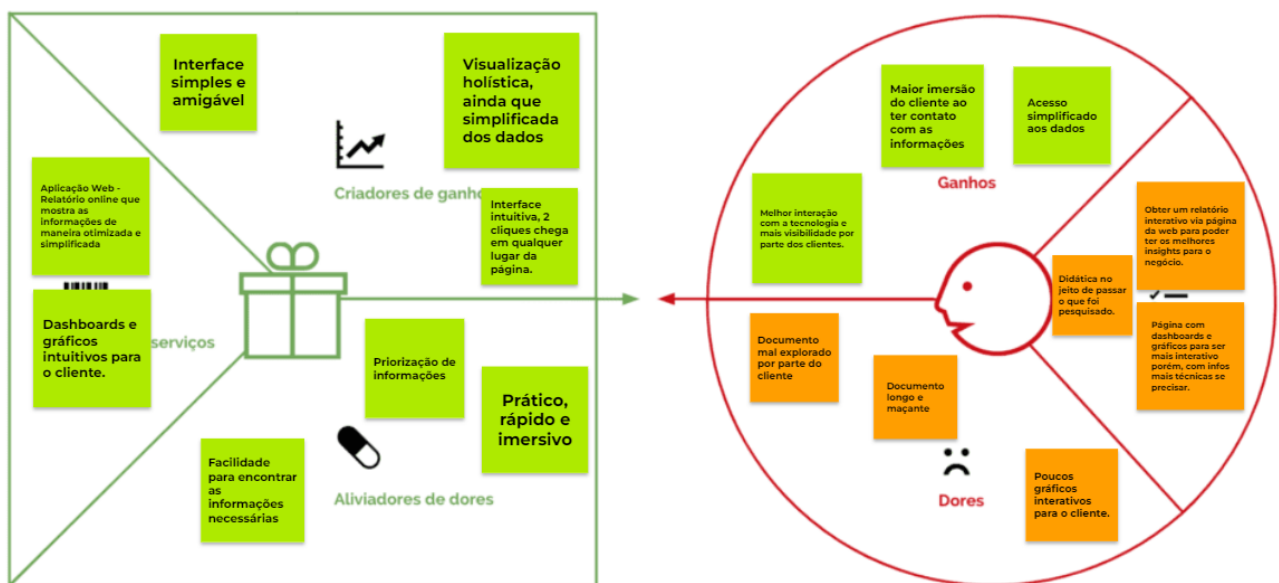 Interface
simples e
amigável
Visualização
holística,
ainda que
simplificada
dos dados
Criadores de ganho
Aplicação Web -
Relatório online que
mostra as
informações de
maneira otimizada e
simplificada
Interface
intuitiva, 2
cliques chega
em qualquer
lugar da
página.
Dashboards e
gráficos
intuitivos para
o cliente.
serviços
Priorização de
informações
Prático,
rápido e
imersivo
Facilidade
para encontrar
as
informações
necessárias
Aliviadores de dores
Maior imersão
do cliente ao
ter contato
com as
informações
Acesso
simplificado
aos dados
Ganhos
Melhor interação
com a tecnologia e
mais visibilidade por
parte dos clientes.
Obter um relatório
interativo via página
da web para poder
ter os melhores
insights para o
negócio.
Didática no
jeito de passar
o que foi
pesquisado.
Página com
dashboards e
gráficos para ser
mais interativo
porém, com infos
mais técnicas se
precisar.
Documento
mal explorado
por parte do
cliente
Documento
longo e
maçante
Dores
Poucos
gráficos
interativos
para o cliente.